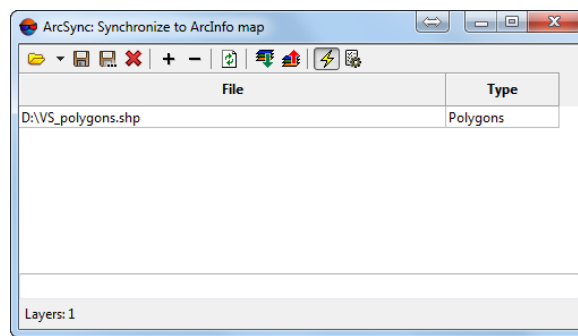 ArcSync: Synchronize to ArcInfo map
File Type
D:\VS_polygons.shp Polygons
Layers: 1